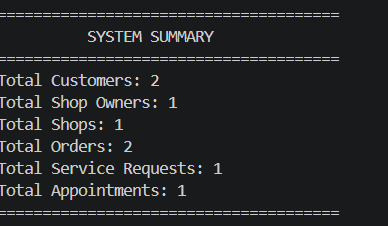 =======================================
SYSTEM SUMMARY
=======================================
Total Customers: 2
Total Shop Owners: 1
Total Shops: 1
Total Orders: 2
Total Service Requests: 1
Total Appointments: 1
=======================================